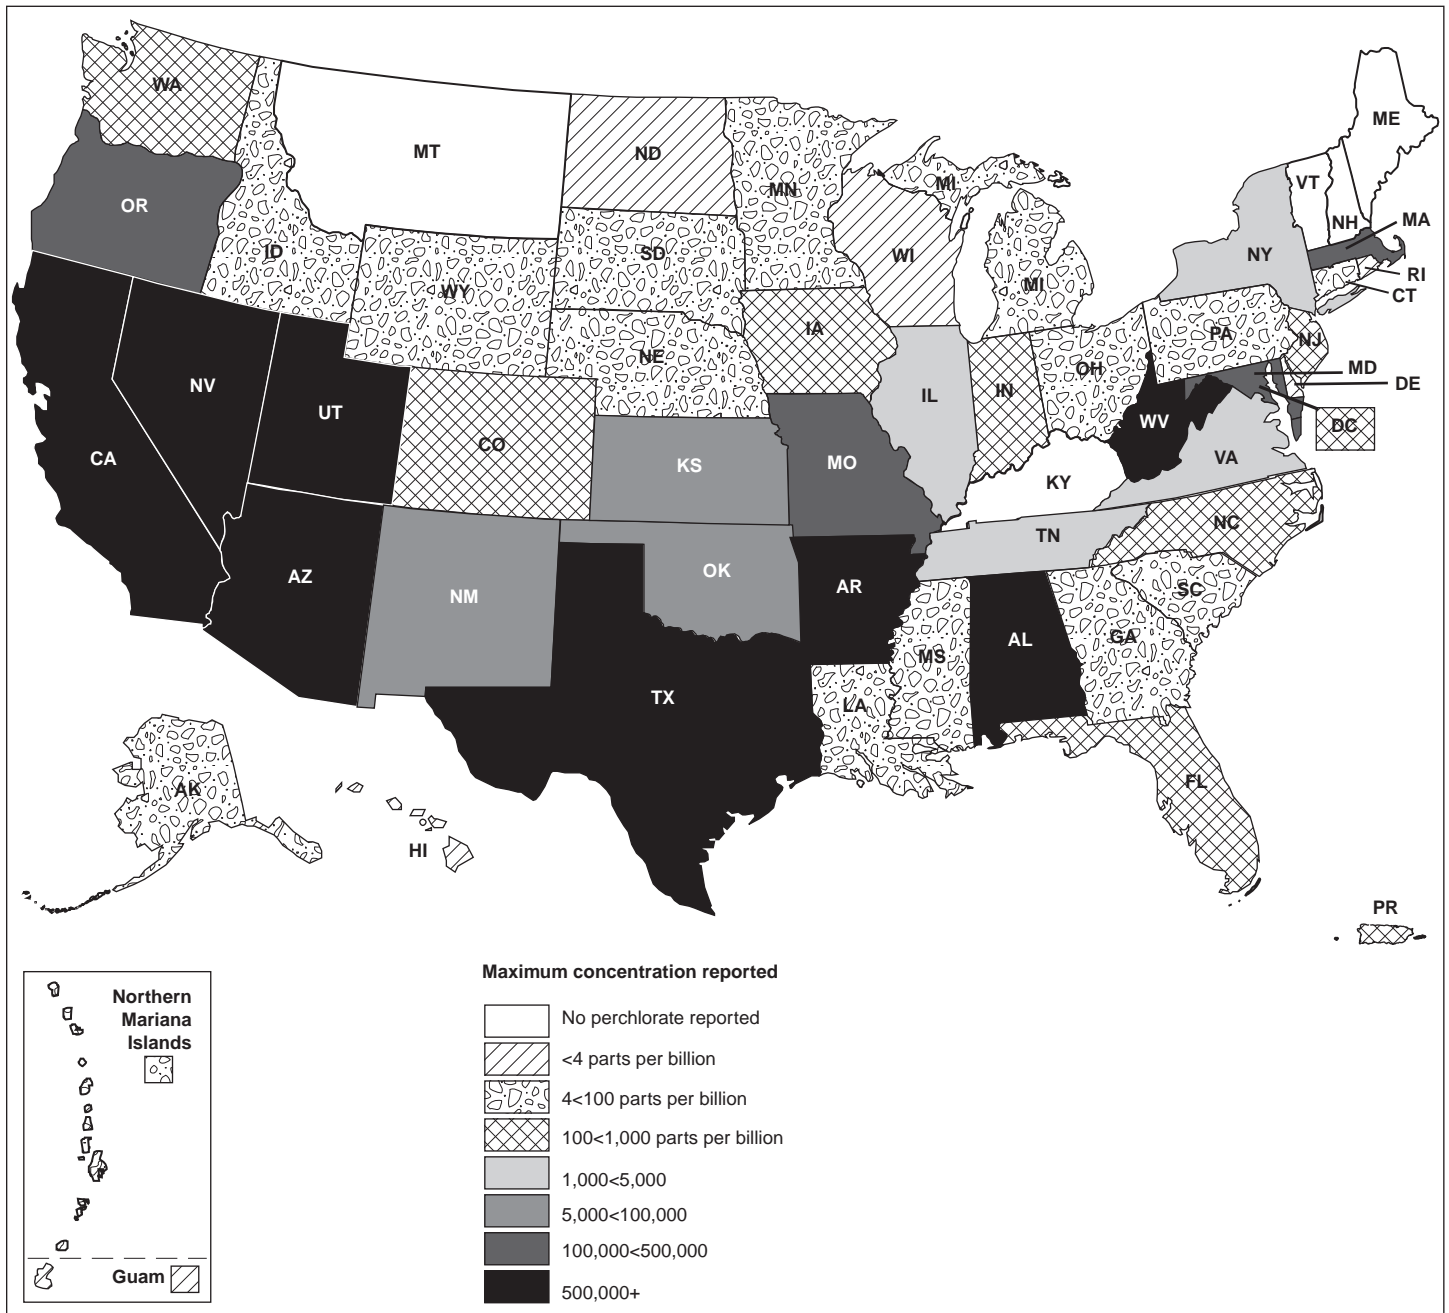 WA
MT
ND
MN
MI
ME
VT
NH
MA
OR
ID
SD
WI
NY
RI
CT
WY
MI
IA
NE
PA
NJ
OH
MD
DE
NV
UT
IL
IN
WV
DC
CA
CO
KS
MO
VA
KY
NC
TN
AZ
NM
OK
AR
SC
GA
AL
MS
TX
LA
AK
FL
HI
PR
Northern
Mariana
Islands
Guam
Maximum concentration reported
No perchlorate reported
<4 parts per billion
4<100 parts per billion
100<1,000 parts per billion
1,000<5,000
5,000<100,000
100,000<500,000
500,000+